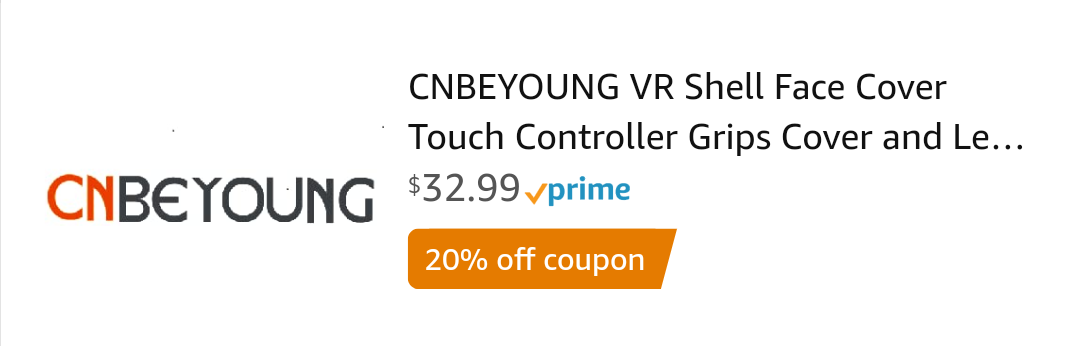 CNBEYOUNG
CNBEYOUNG VR Shell Face Cover
Touch Controller Grips Cover and Le...
$32.99 prime
20% off coupon